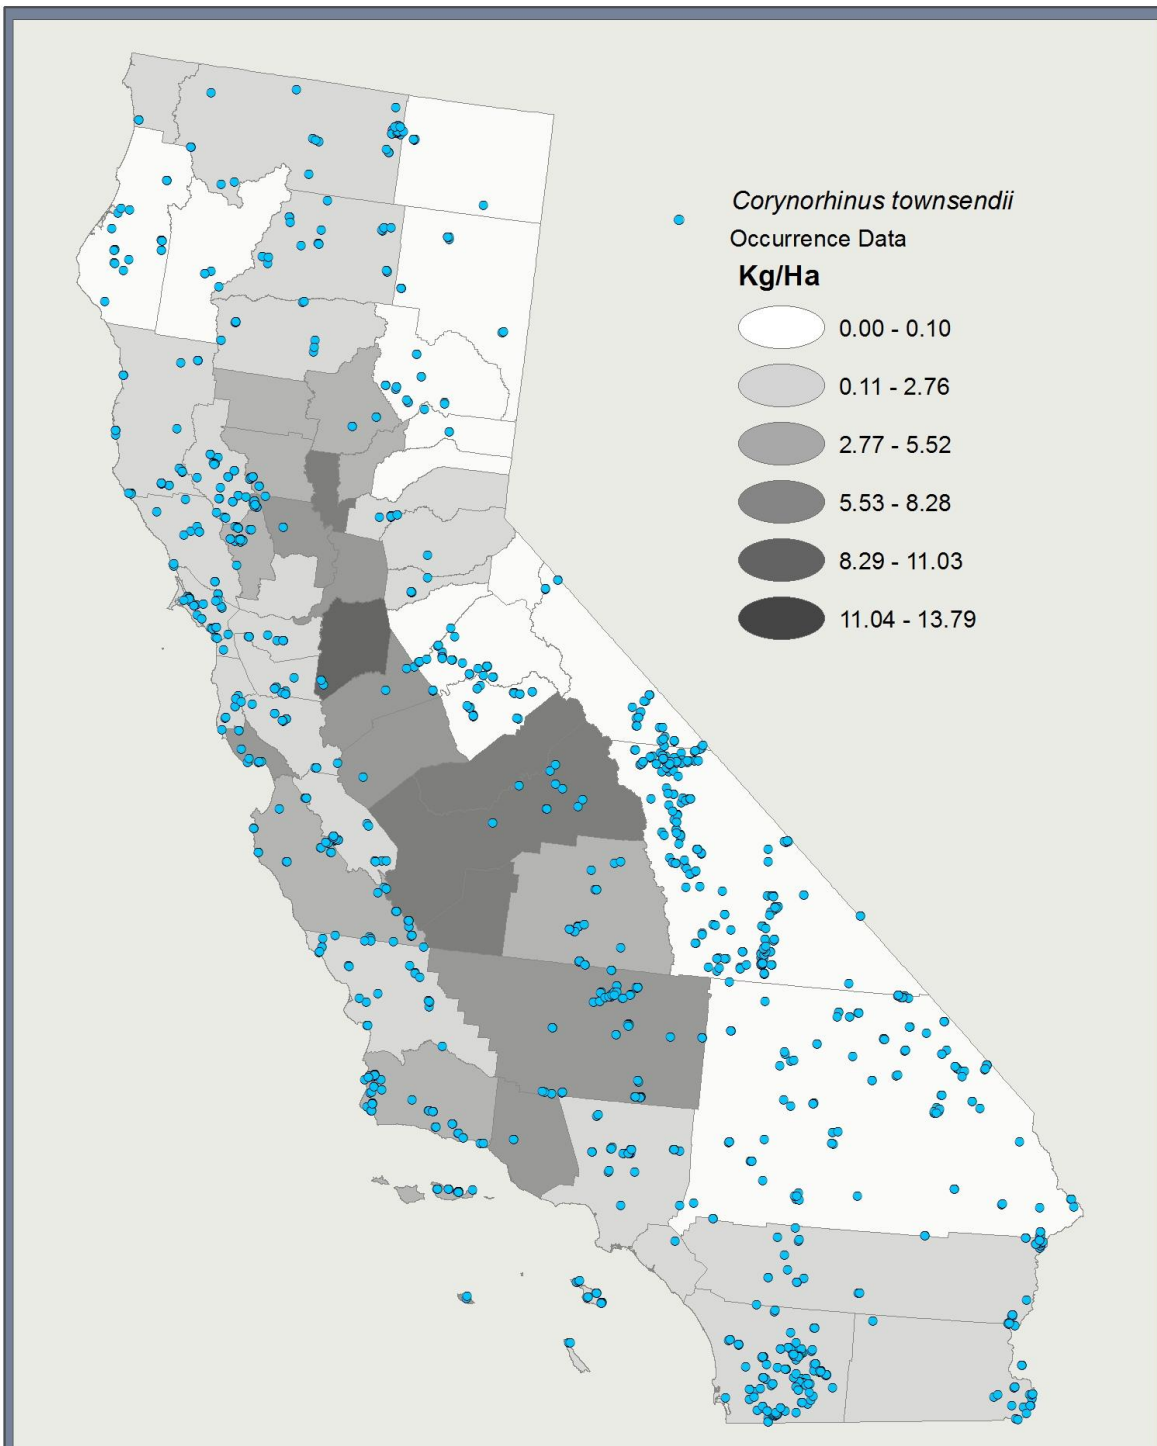 Corynorhinus townsendii
Occurrence Data
Kg/Ha
0.00 - 0.10
0.11 - 2.76
2.77 - 5.52
5.53 - 8.28
8.29 - 11.03
11.04 - 13.79